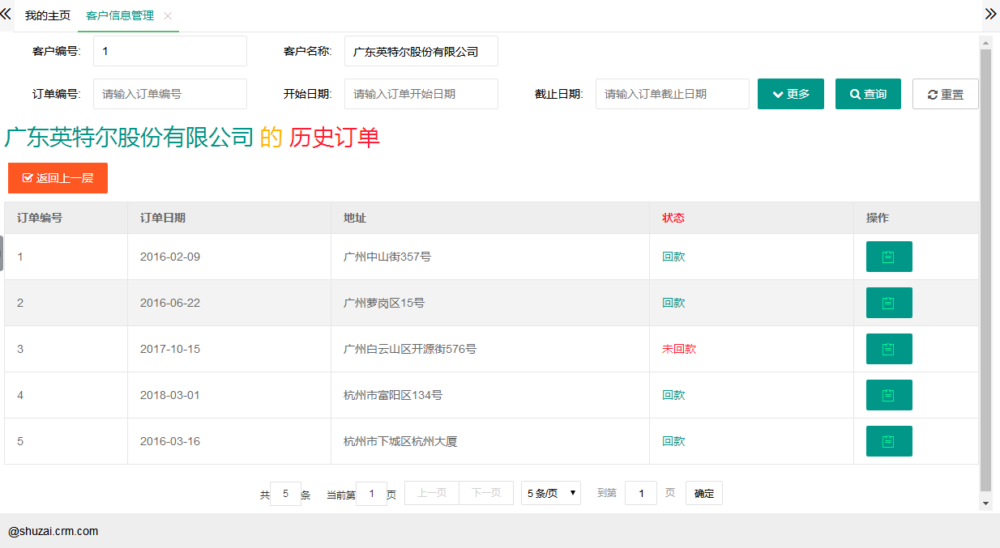 我的主页 客户信息管理
客户编号: 1 客户名称: 广东英特尔股份有限公司
订单编号: 请输入订单编号 开始日期: 请输入订单开始日期 截止日期: 请输入订单截止日期 更多 查询 重置
广东英特尔股份有限公司 的 历史订单
返回上一层
订单编号 订单日期 地址 状态 操作
1 2016-02-09 广州中山街357号 回款
2 2016-06-22 广州萝岗区15号 回款
3 2017-10-15 广州白云山区开源街576号 未回款
4 2018-03-01 杭州市富阳区134号 回款
5 2016-03-16 杭州市下城区杭州大厦 回款
共 5 条 当前第 1 页 上一页 下一页 5 条/页 到第 1 页 确定
@shuzai.crm.com